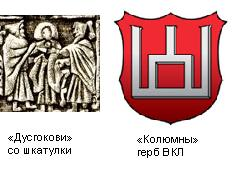 «Дусгокови»
со шкатулки
«Колюмны»
герб ВКЛ